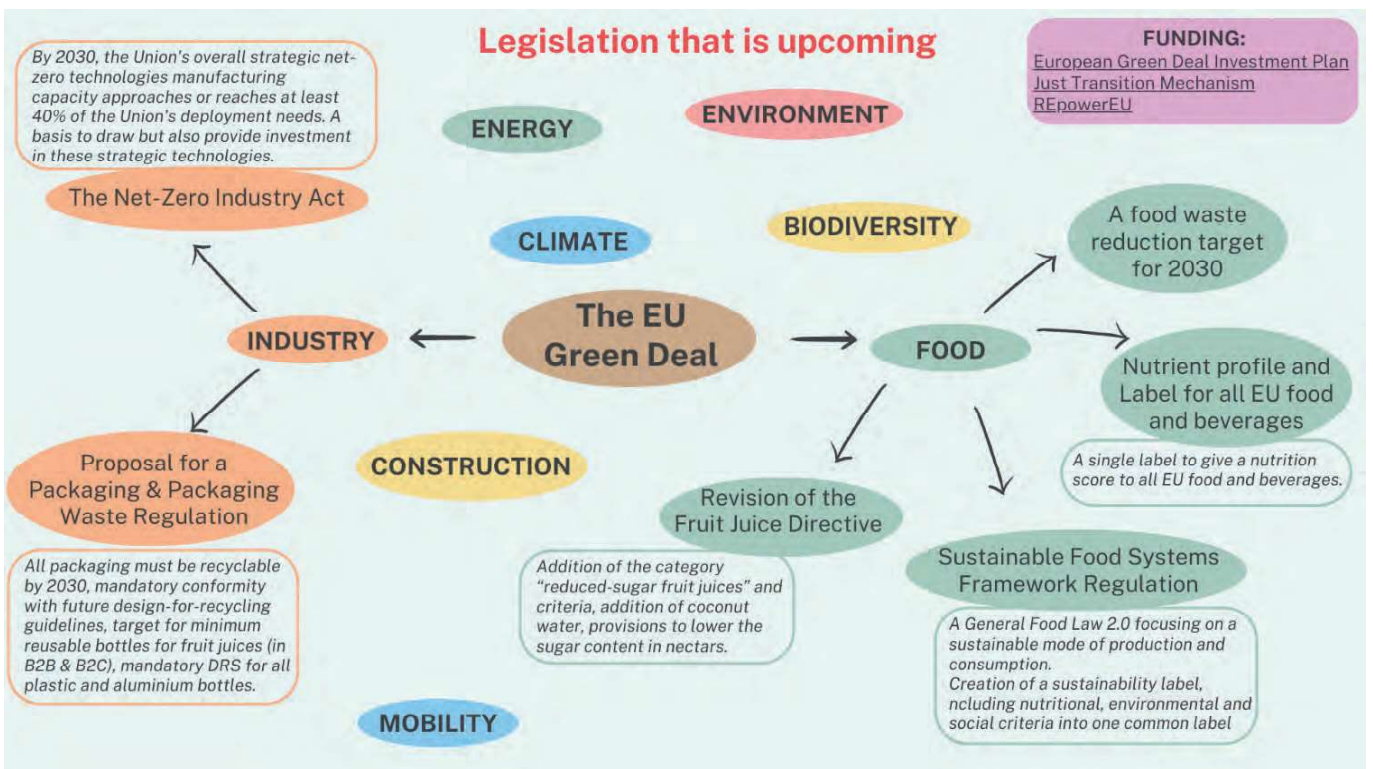 Legislation that is upcoming
FUNDING:
European Green Deal Investment Plan
Just Transition Mechanism
REpowerEU
By 2030, the Union's overall strategic net-
zero technologies manufacturing
capacity approaches or reaches at least
40% of the Union's deployment needs. A
basis to draw but also provide investment
in these strategic technologies.
The Net-Zero Industry Act
ENERGY
ENVIRONMENT
CLIMATE
BIODIVERSITY
A food waste
reduction target
for 2030
INDUSTRY
The EU
Green Deal
FOOD
Nutrient profile and
Label for all EU food
and beverages
A single label to give a nutrition
score to all EU food and beverages.
Proposal for a
Packaging & Packaging
Waste Regulation
All packaging must be recyclable
by 2030, mandatory conformity
with future design-for-recycling
guidelines, target for minimum
reusable bottles for fruit juices (in
B2B & B2C), mandatory DRS for all
plastic and aluminium bottles.
CONSTRUCTION
Revision of the
Fruit Juice Directive
Addition of the category
“reduced-sugar fruit juices” and
criteria, addition of coconut
water, provisions to lower the
sugar content in nectars.
Sustainable Food Systems
Framework Regulation
A General Food Law 2.0 focusing on a
sustainable mode of production and
consumption.
Creation of a sustainability label,
ncluding nutritional, environmental and
social criteria into one common label
MOBILITY